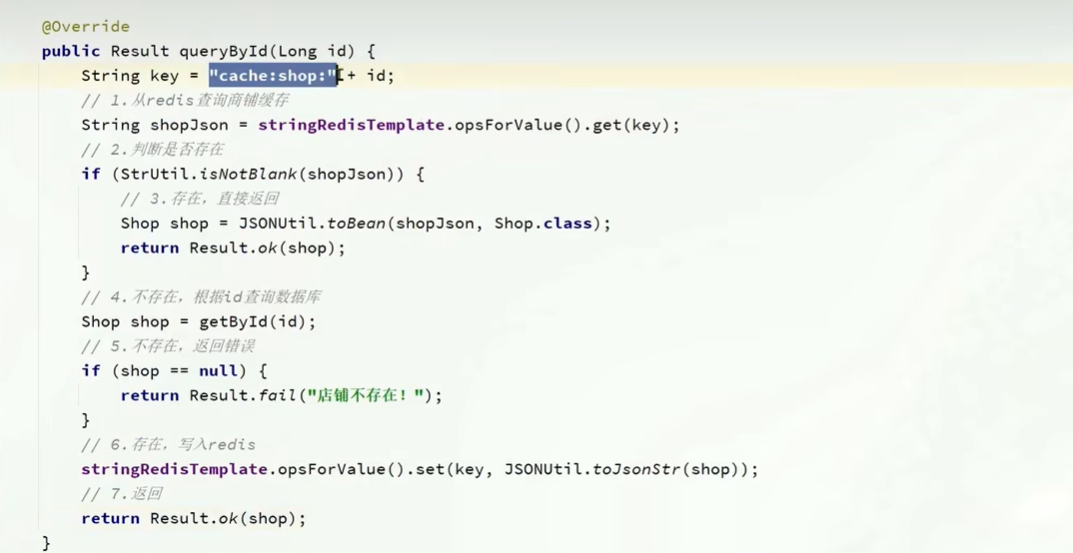 @Override
public Result queryById(Long id) {
String key = "cache:shop:" + id;
// 1.从redis查询商铺缓存
String shopJson = stringRedisTemplate.opsForValue().get(key);
// 2.判断是否存在
if (StrUtil.isNotBlank(shopJson)) {
// 3.存在，直接返回
Shop shop = JSONUtil.toBean(shopJson, Shop.class);
return Result.ok(shop);
}
// 4.不存在，根据id查询数据库
Shop shop = getById(id);
// 5.不存在，返回错误
if (shop == null) {
return Result.fail("店铺不存在！");
}
// 6.存在，写入redis
stringRedisTemplate.opsForValue().set(key, JSONUtil.toJsonStr(shop));
// 7.返回
return Result.ok(shop);
}